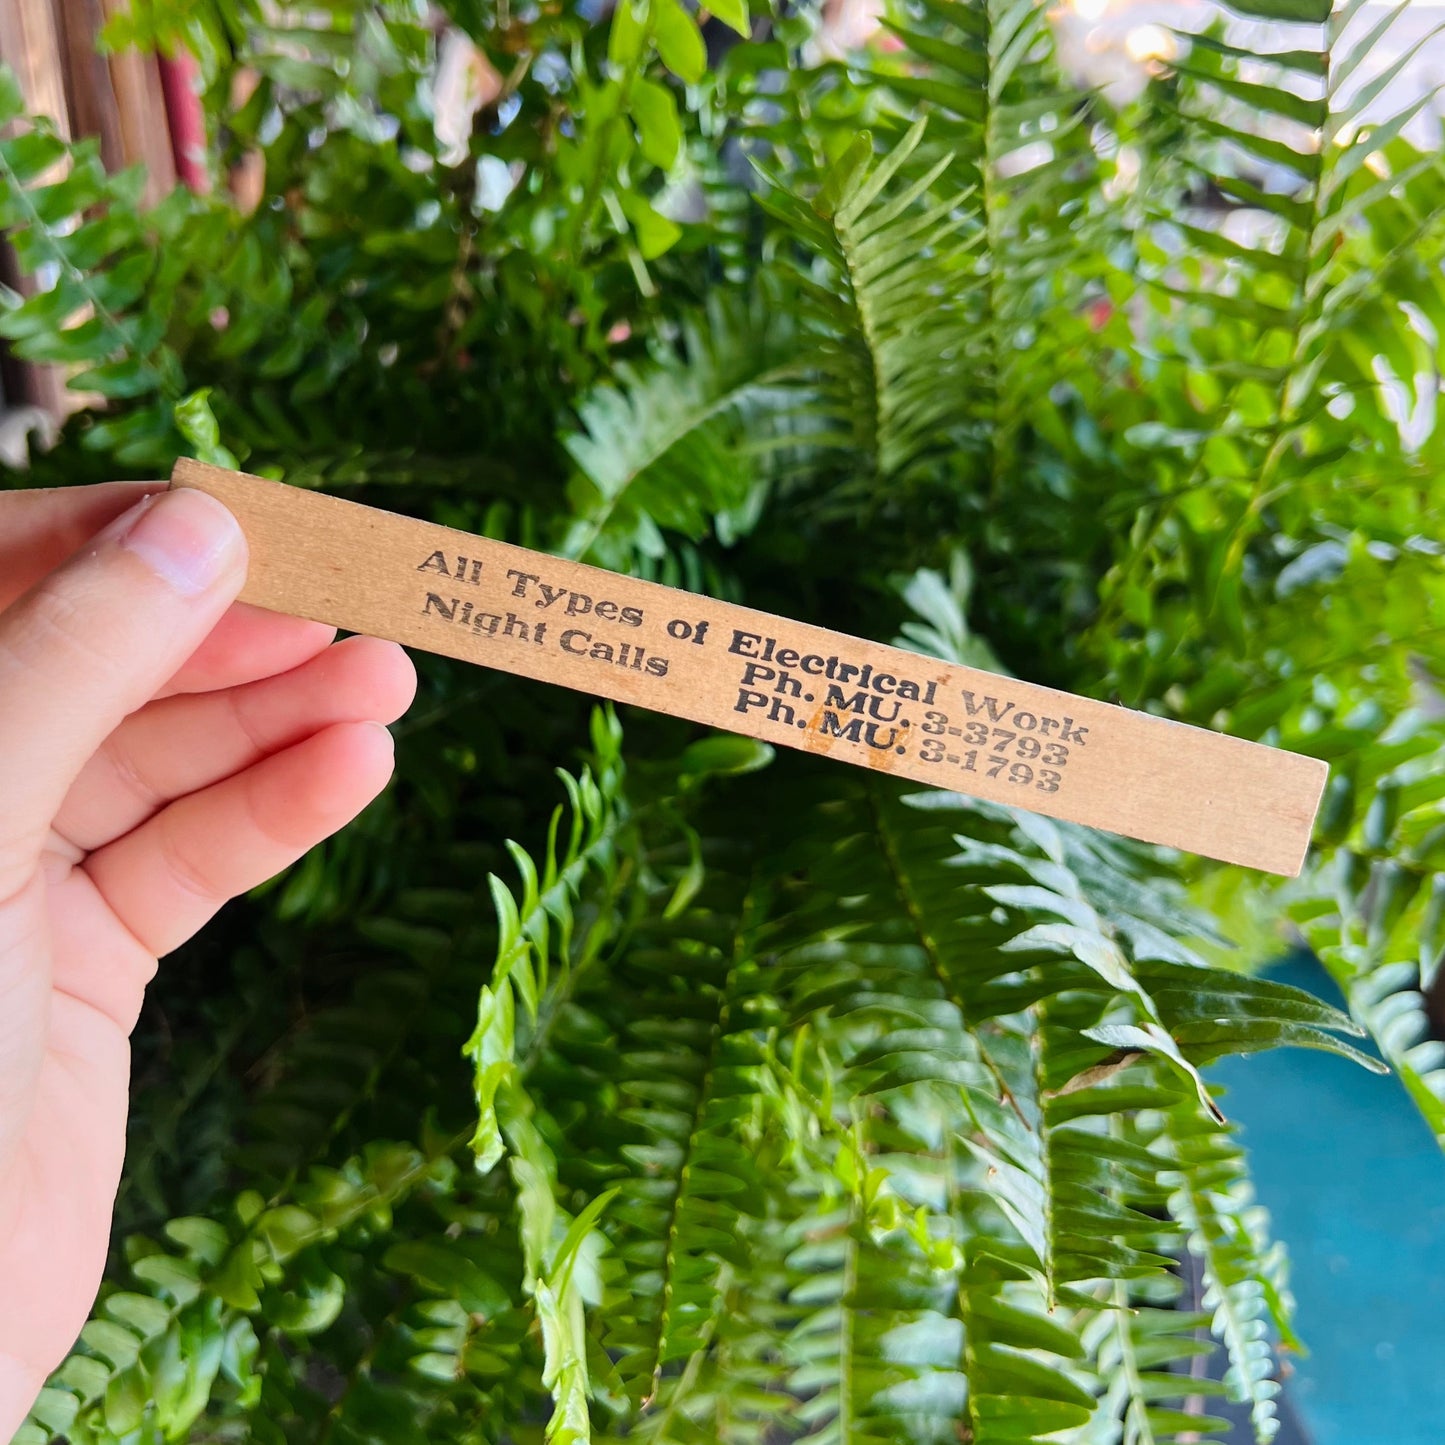 All Types of Electrical Work
Night Calls Ph. MU. 3-3793
Ph. MU. 3-1793